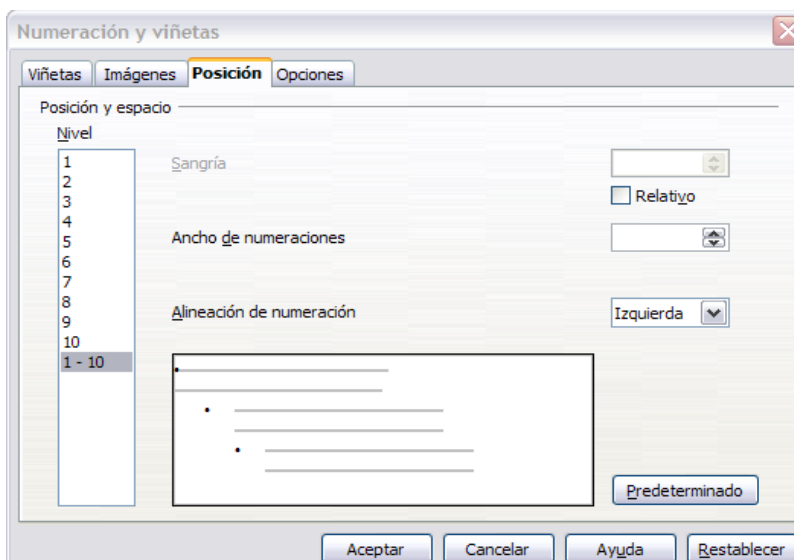 Numeración y viñetas
Viñetas Imágenes Posición Opciones
Posición y espacio
Nivel
1
2
3
4
5
6
7
8
9
10
1 - 10
Sangría
Relativo
Ancho de numeraciones
Alineación de numeración
Izquierda
Predeterminado
Aceptar Cancelar Ayuda Restablecer